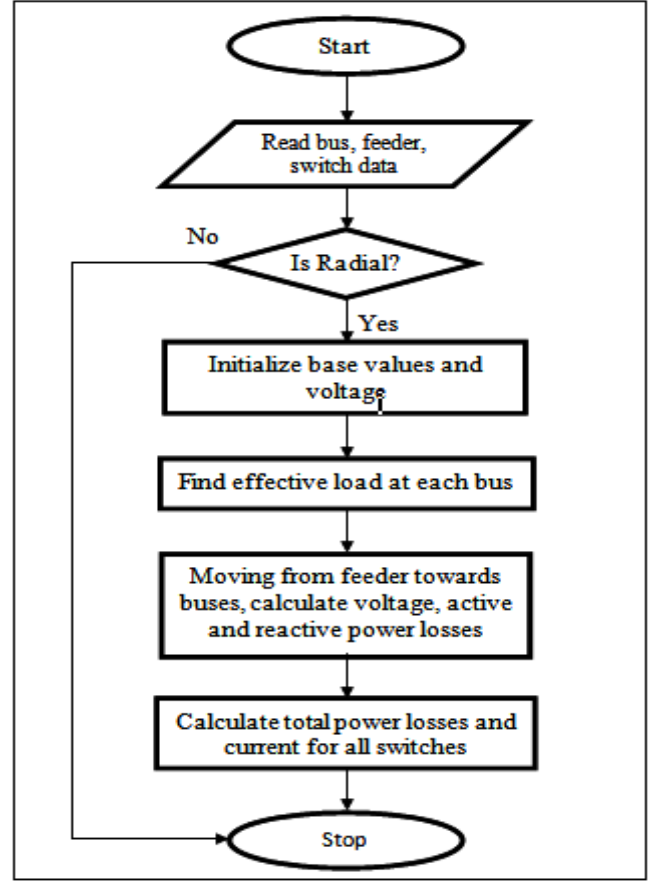 Start
Read bus, feeder,
switch data
No
Is Radial?
Yes
Initialize base values and
voltage
Find effective load at each bus
Moving from feeder towards
buses, calculate voltage, active
and reactive power losses
Calculate total power losses and
current for all switches
Stop